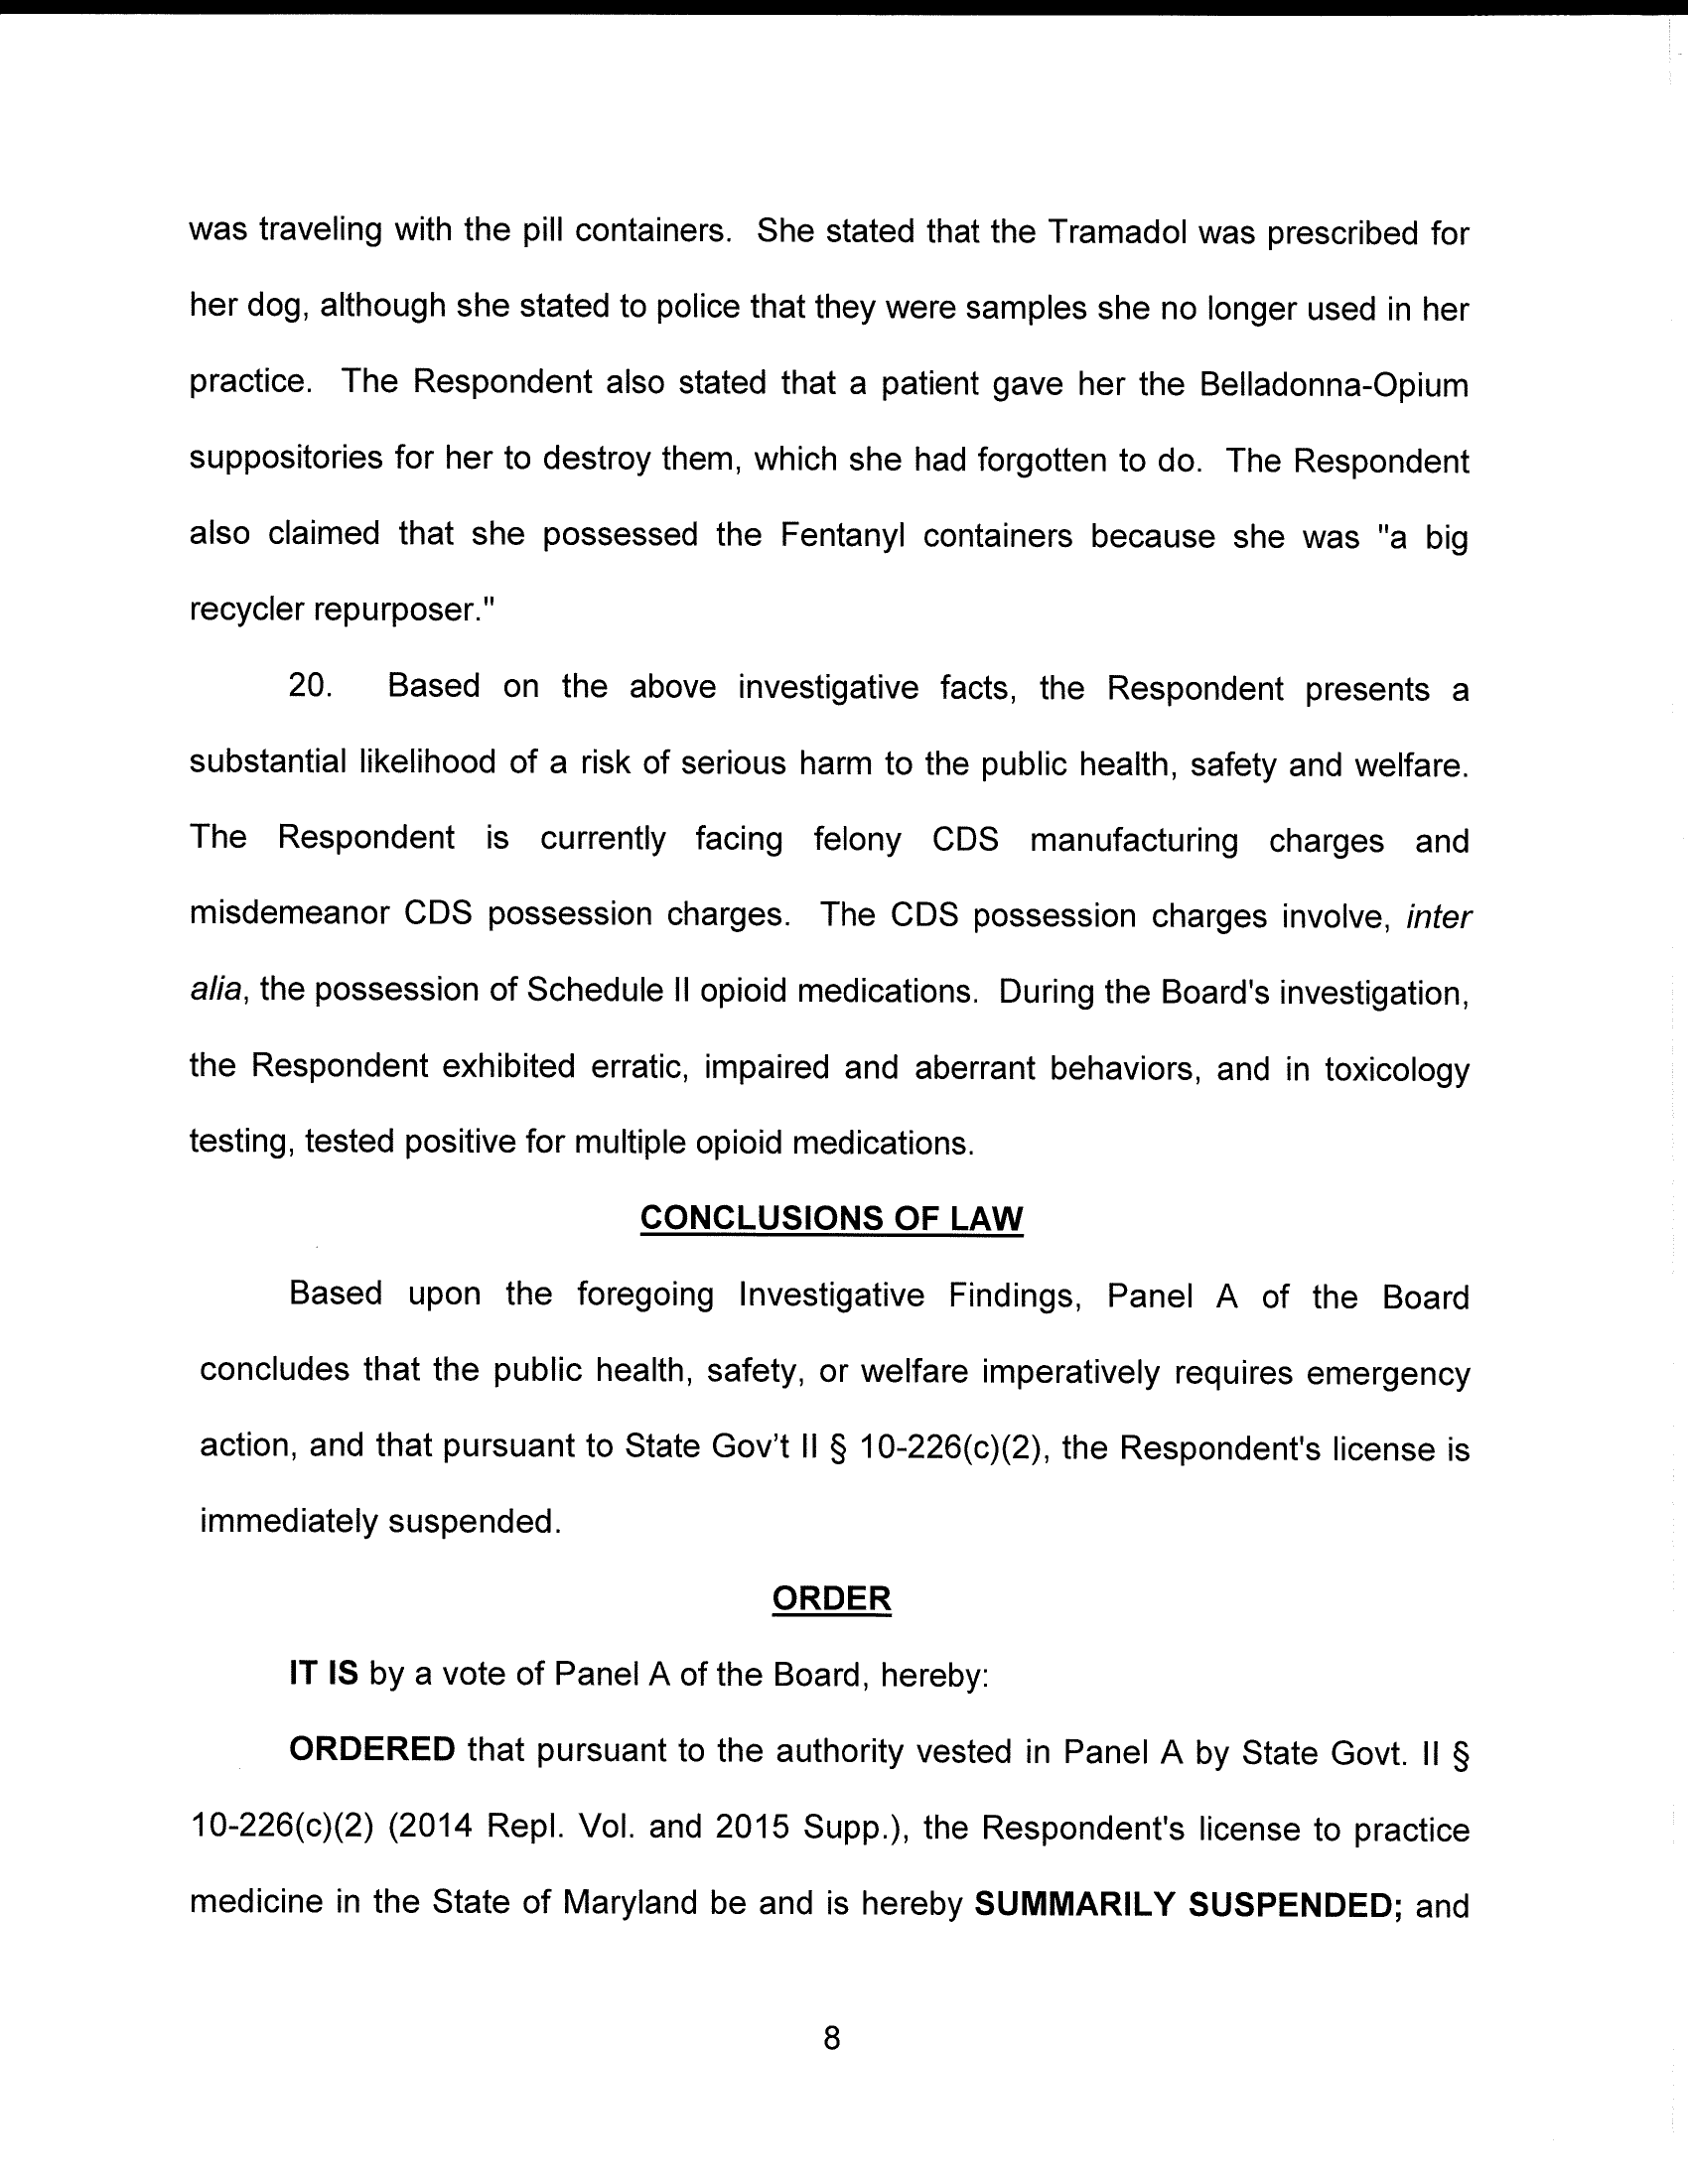 was traveling with the pill containers. She stated that the Tramadol was prescribed for
her dog, although she stated to police that they were samples she no longer used in her
practice. The Respondent also stated that a patient gave her the Belladonna-Opium
suppositories for her to destroy them, which she had forgotten to do. The Respondent
also claimed that she possessed the Fentanyl containers because she was "a big
recycler repurposer."
20. Based on the above investigative facts, the Respondent presents a
substantial likelihood of a risk of serious harm to the public health, safety and welfare.
The Respondent is currently facing felony CDS manufacturing charges and
misdemeanor CDS possession charges. The CDS possession charges involve, inter
alia, the possession of Schedule II opioid medications. During the Board's investigation,
the Respondent exhibited erratic, impaired and aberrant behaviors, and in toxicology
testing, tested positive for multiple opioid medications.
CONCLUSIONS OF LAW
Based upon the foregoing Investigative Findings, Panel A of the Board
concludes that the public health, safety, or welfare imperatively requires emergency
action, and that pursuant to State Gov't II § 10-226(c)(2), the Respondent's license is
immediately suspended.
ORDER
IT IS by a vote of Panel A of the Board, hereby:
ORDERED that pursuant to the authority vested in Panel A by State Govt. II §
10-226(c)(2) (2014 Repl. Vol. and 2015 Supp.), the Respondent's license to practice
medicine in the State of Maryland be and is hereby SUMMARILY SUSPENDED; and
8